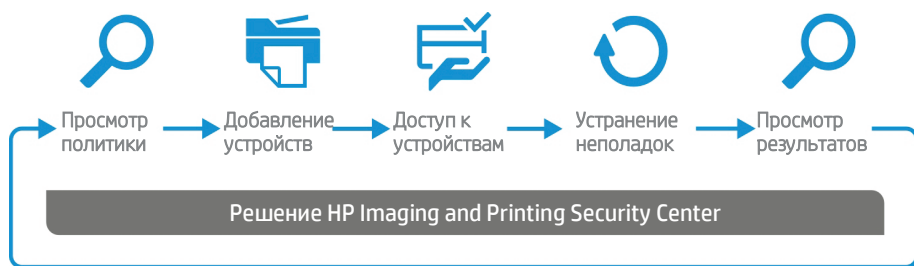 Просмотр
политики
Добавление
устройств
Доступ к
устройствам
Устранение
неполадок
Просмотр
результатов
Решение HP Imaging and Printing Security Center